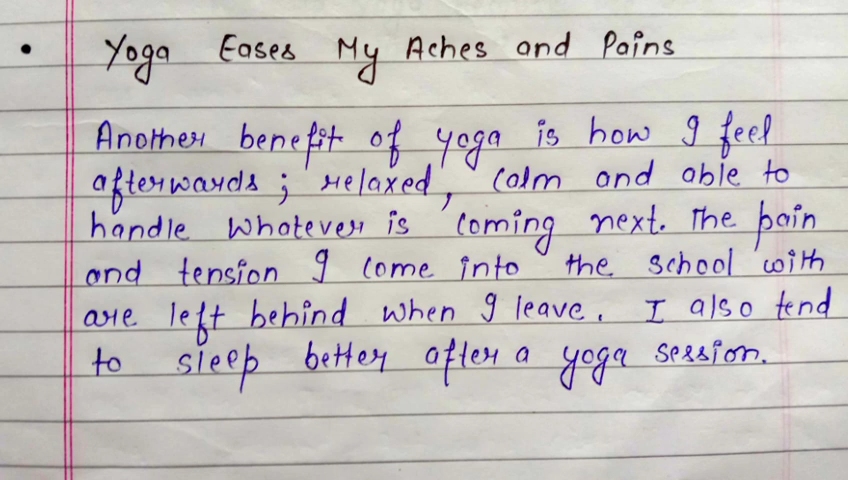 • Yoga Eases My Aches and Pains
Another benefit of yoga is how I feel
afterwards; relaxed, calm and able to
handle whatever is coming next. The pain
and tension I come into the school with
are left behind when I leave. I also tend
to sleep better after a yoga session.